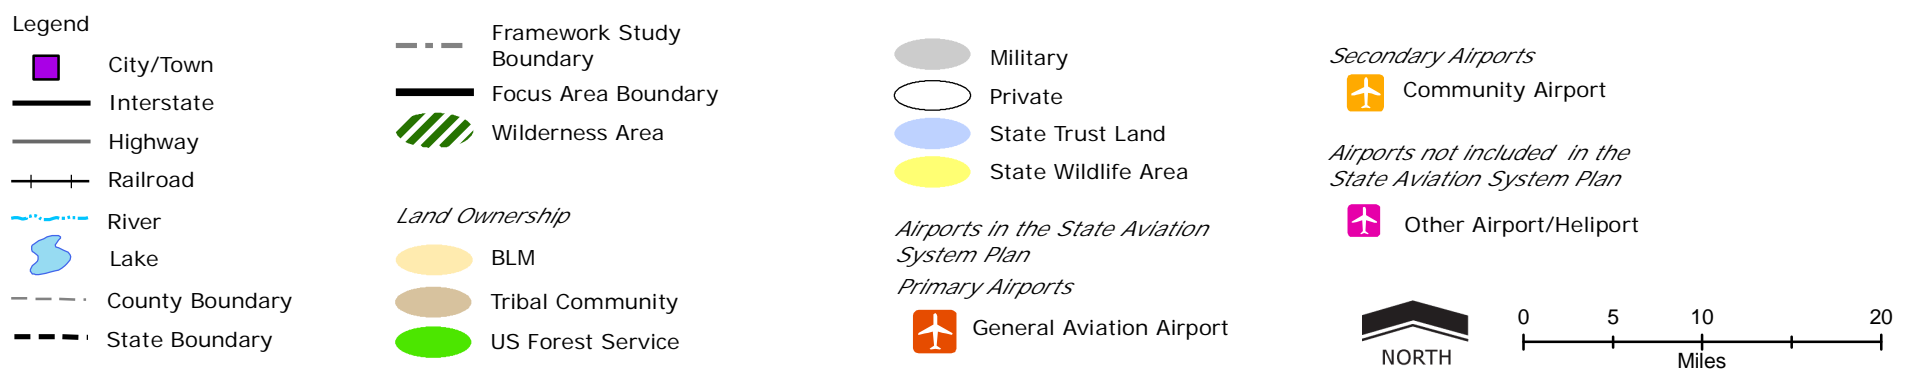 Legend
City/Town
Interstate
Highway
Railroad
River
Lake
County Boundary
State Boundary
Framework Study
Boundary
Focus Area Boundary
Wilderness Area
Land Ownership
BLM
Tribal Community
US Forest Service
Military
Private
State Trust Land
State Wildlife Area
Airports in the State Aviation
System Plan
Primary Airports
General Aviation Airport
Secondary Airports
Community Airport
Airports not included in the
State Aviation System Plan
Other Airport/Heliport
NORTH
0 5 10 20
Miles